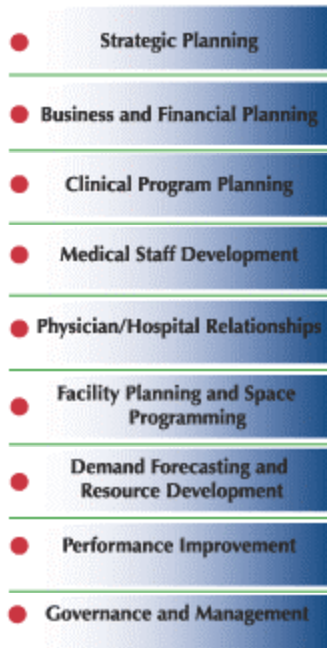 Strategic Planning
Business and Financial Planning
Clinical Program Planning
Medical Staff Development
Physician/Hospital Relationships
Facility Planning and Space
Programming
Demand Forecasting and
Resource Development
Performance Improvement
Governance and Management